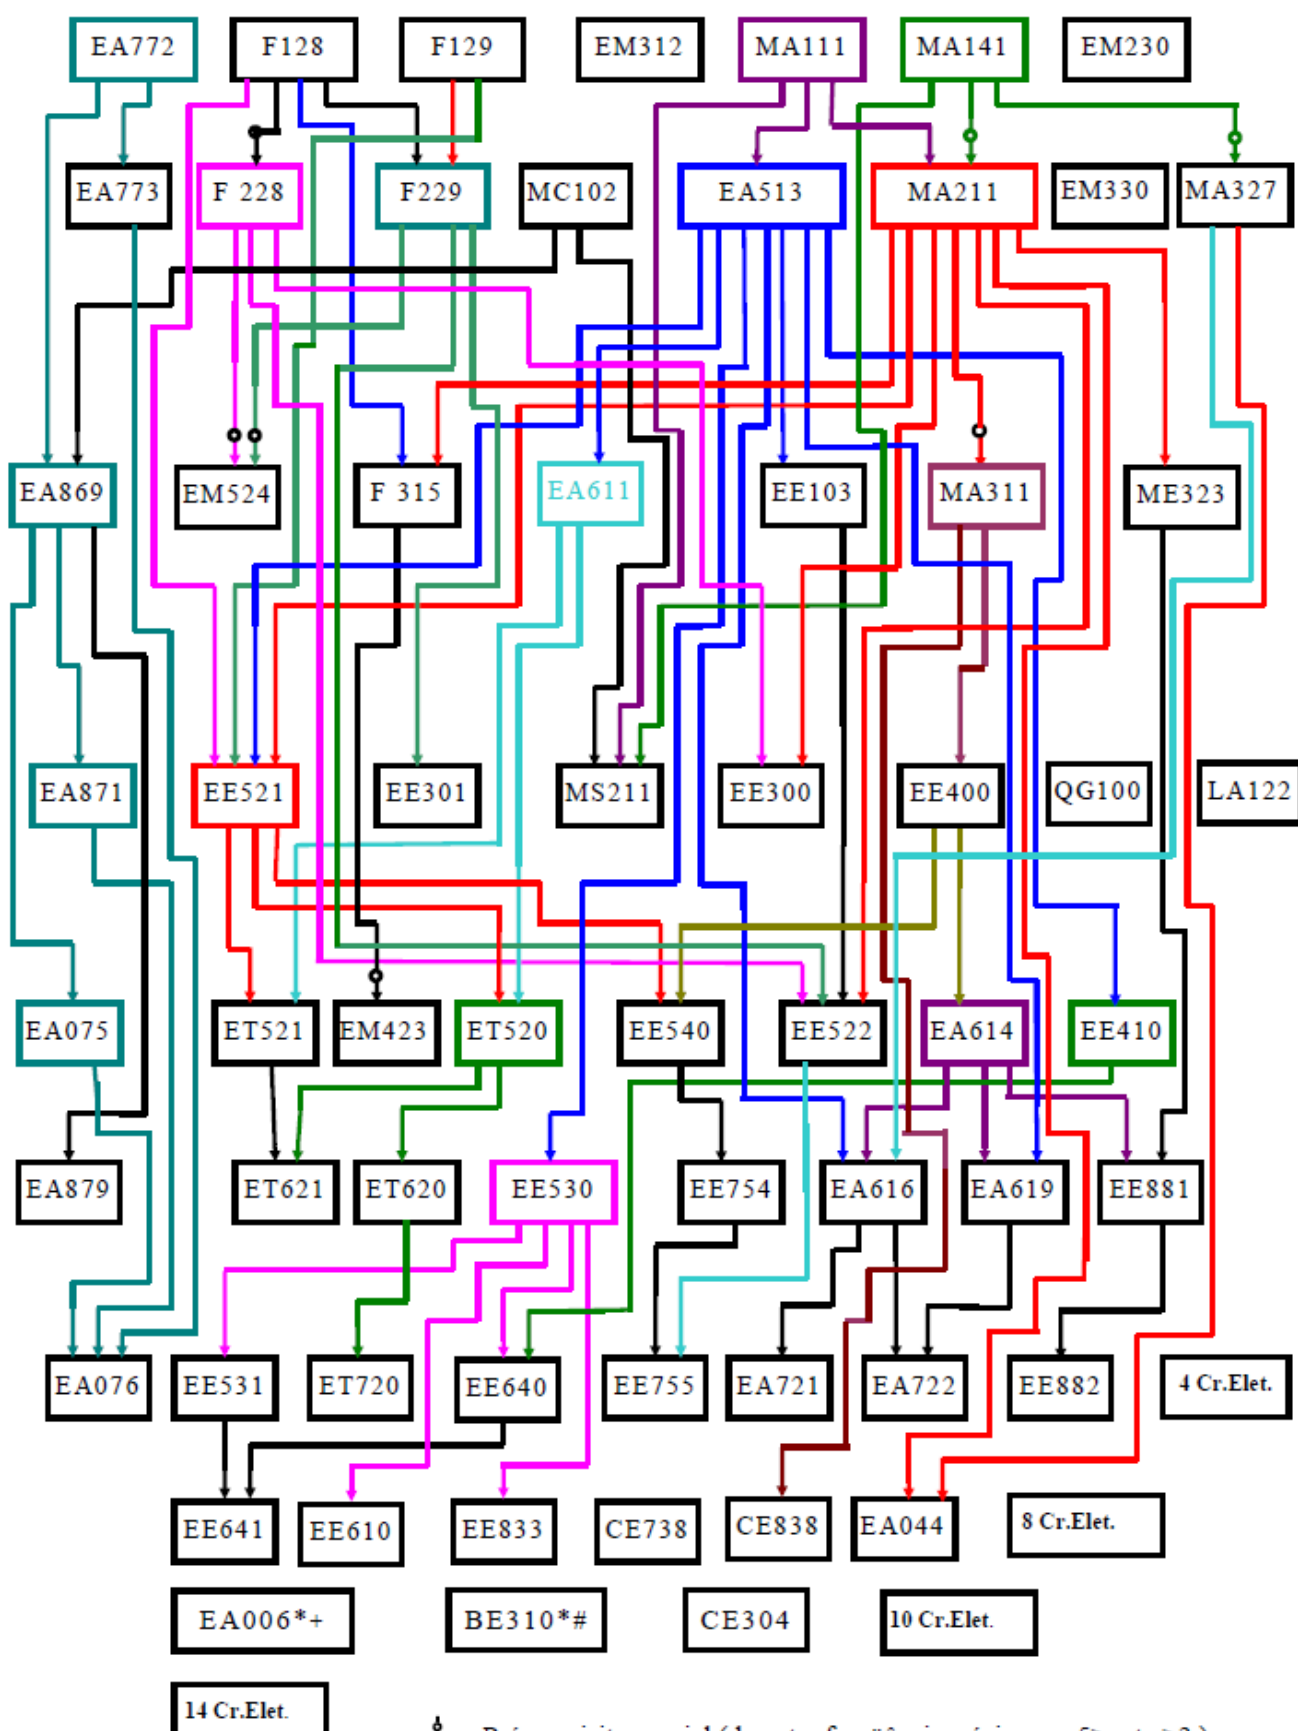 EA772 F128 F129 EM312 MA111 MA141 EM230
EA773 F 228 F229 MC102 EA513 MA211 EM330 MA327
EA869 EM524 F 315 EA611 EE103 MA311 ME323
EA871 EE521 EE301 MS211 EE300 EE400 QG100 LA122
EA075 ET521 EM423 ET520 EE540 EE522 EA614 EE410
EA879 ET621 ET620 EE530 EE754 EA616 EA619 EE881
EA076 EE531 ET720 EE640 EE755 EA721 EA722 EE882 4 Cr.Elet.
EE641 EE610 EE833 CE738 CE838 EA044 8 Cr.Elet.
EA006*+ BE310*# CE304 10 Cr.Elet.
14 Cr.Elet.